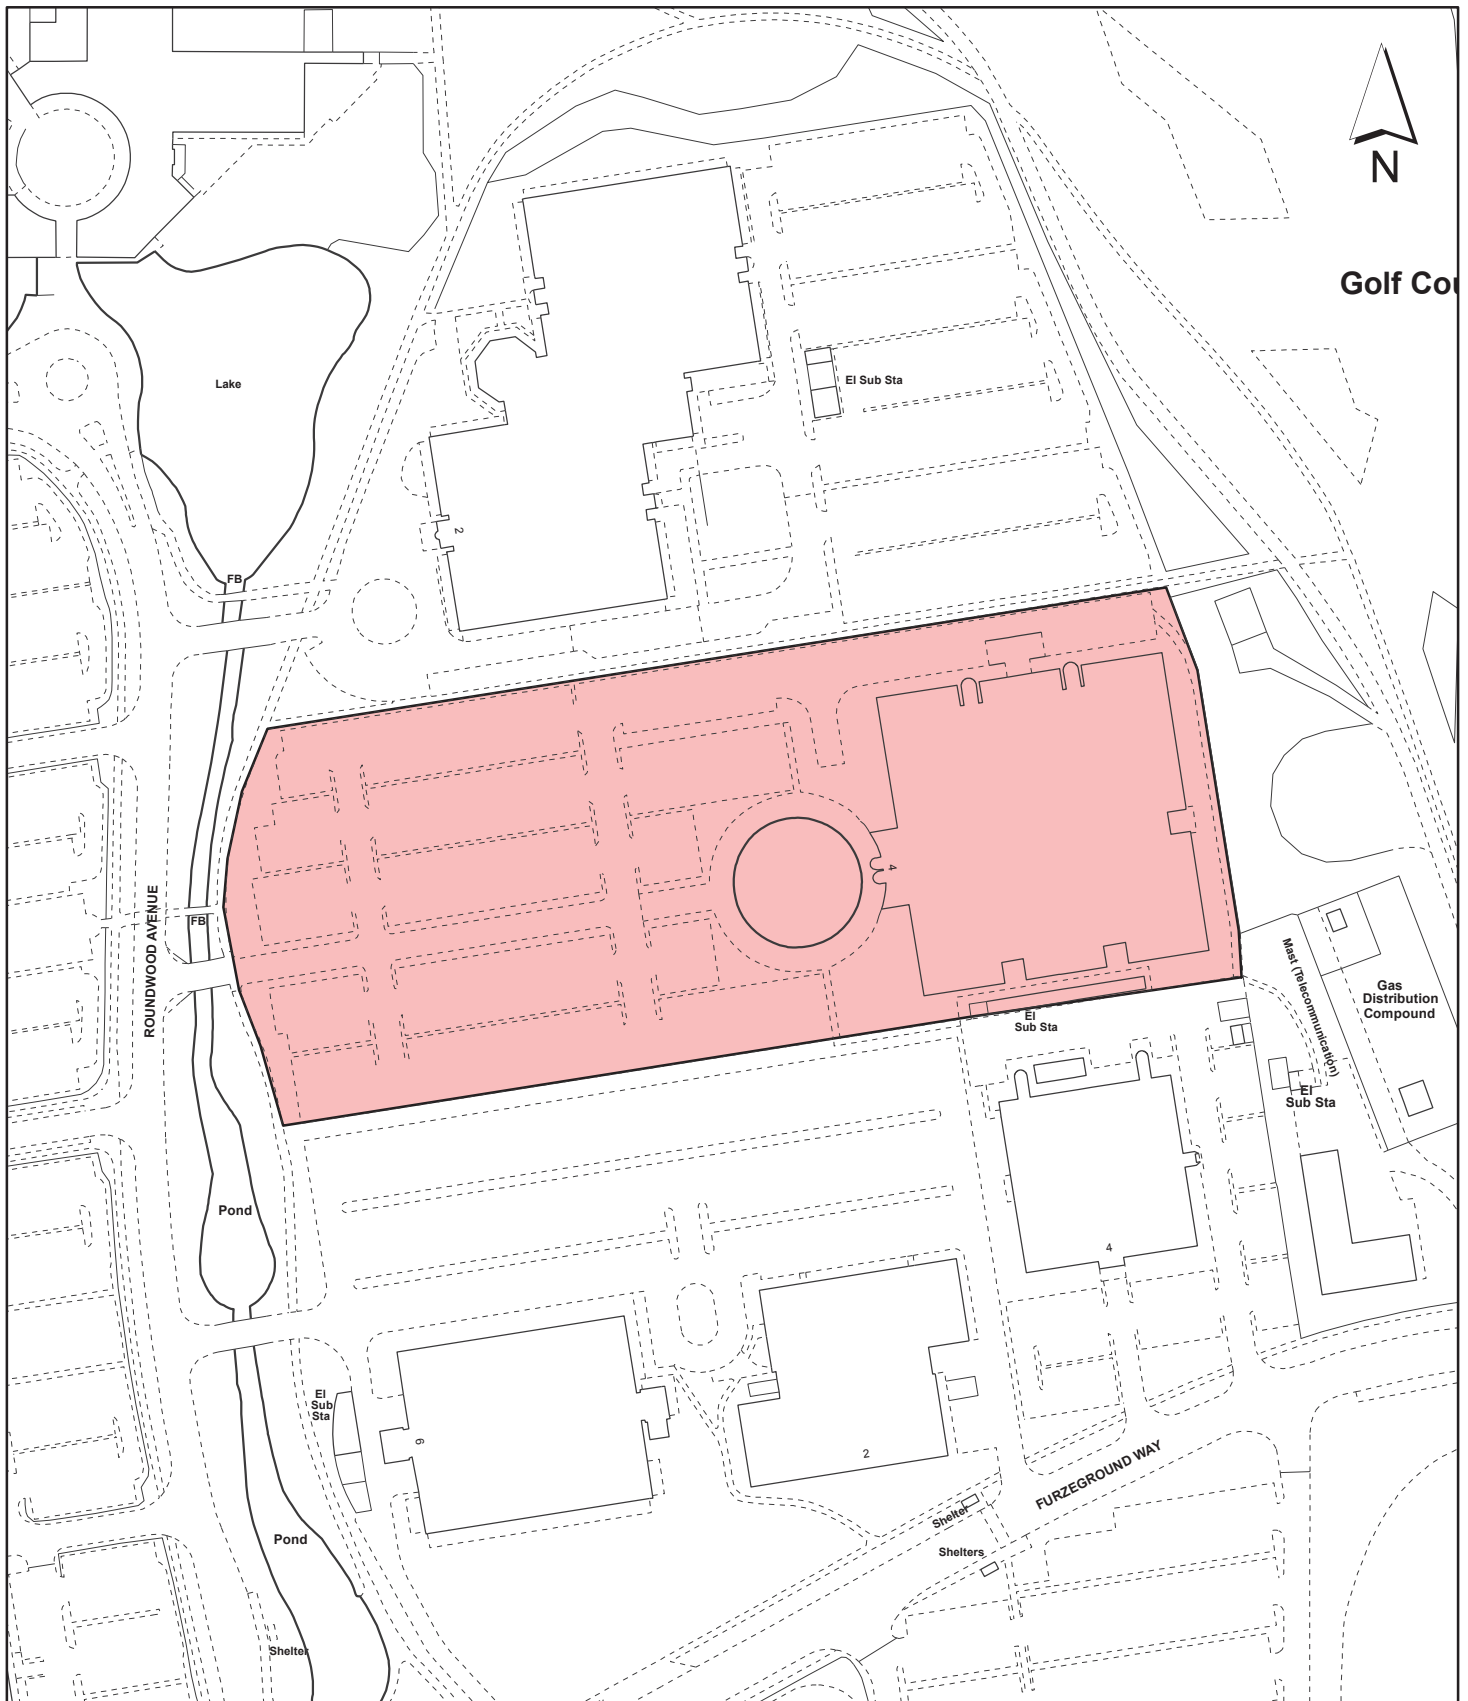 N
Golf Cou
Lake
El Sub Sta
2
FB
4
FB
ROUNDWOOD AVENUE
Mast (Telecommunication)
Gas
Distribution
Compound
El
Sub Sta
El
Sub Sta
Pond
4
El
Sub
Sta
6
2
FURZEGROUND WAY
Shelter
Pond
Shelters
Shelter